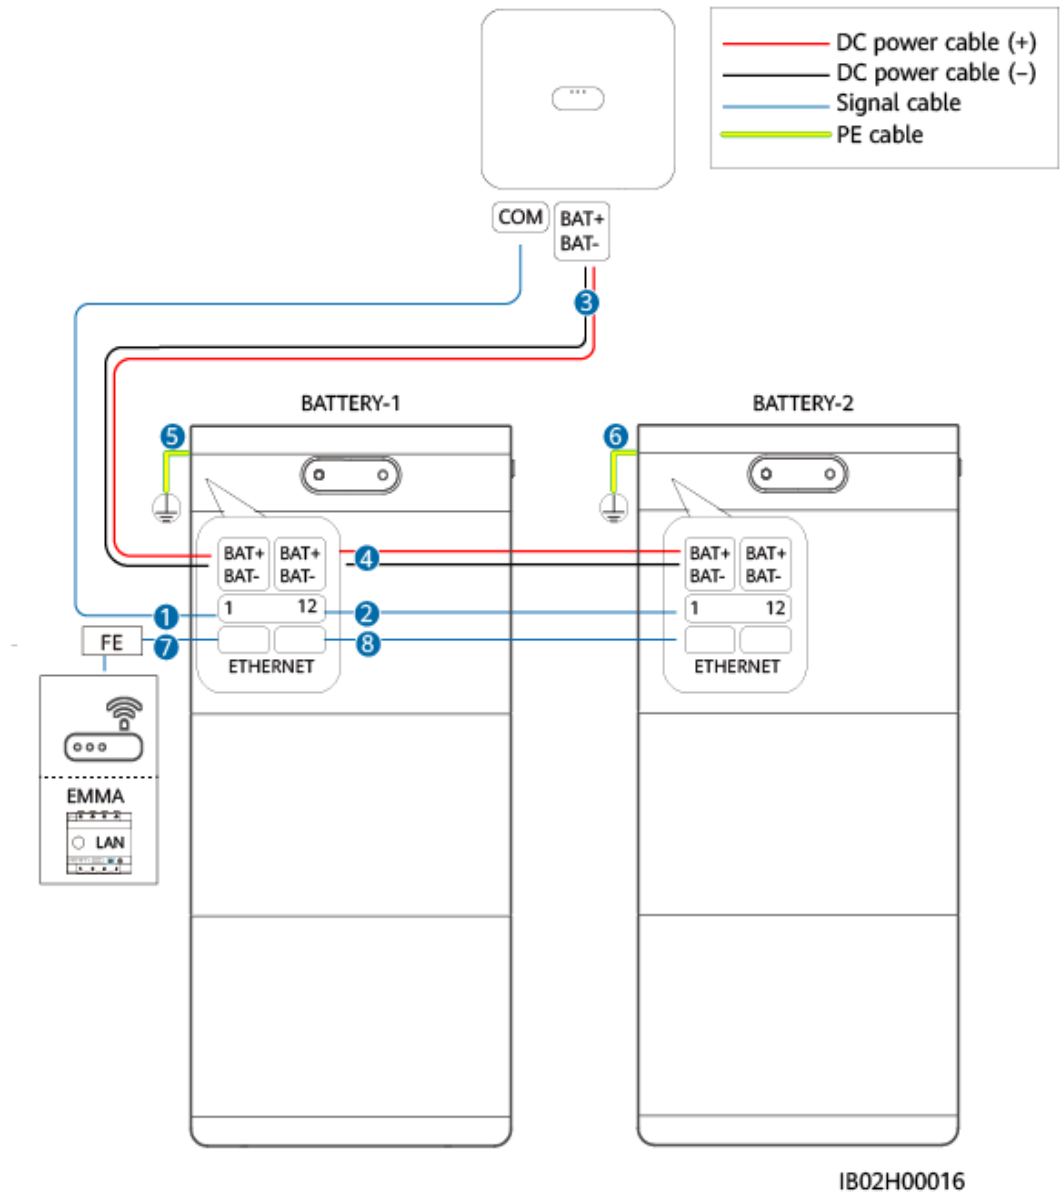 DC power cable (+)
DC power cable (−)
Signal cable
PE cable
COM
BAT+
BAT-
3
BATTERY-1
BATTERY-2
5
6
BAT+ BAT+
BAT- BAT-
4
BAT+ BAT+
BAT- BAT-
1
1 12
2
1 12
FE
7
8
ETHERNET
ETHERNET
EMMA
LAN
IB02H00016